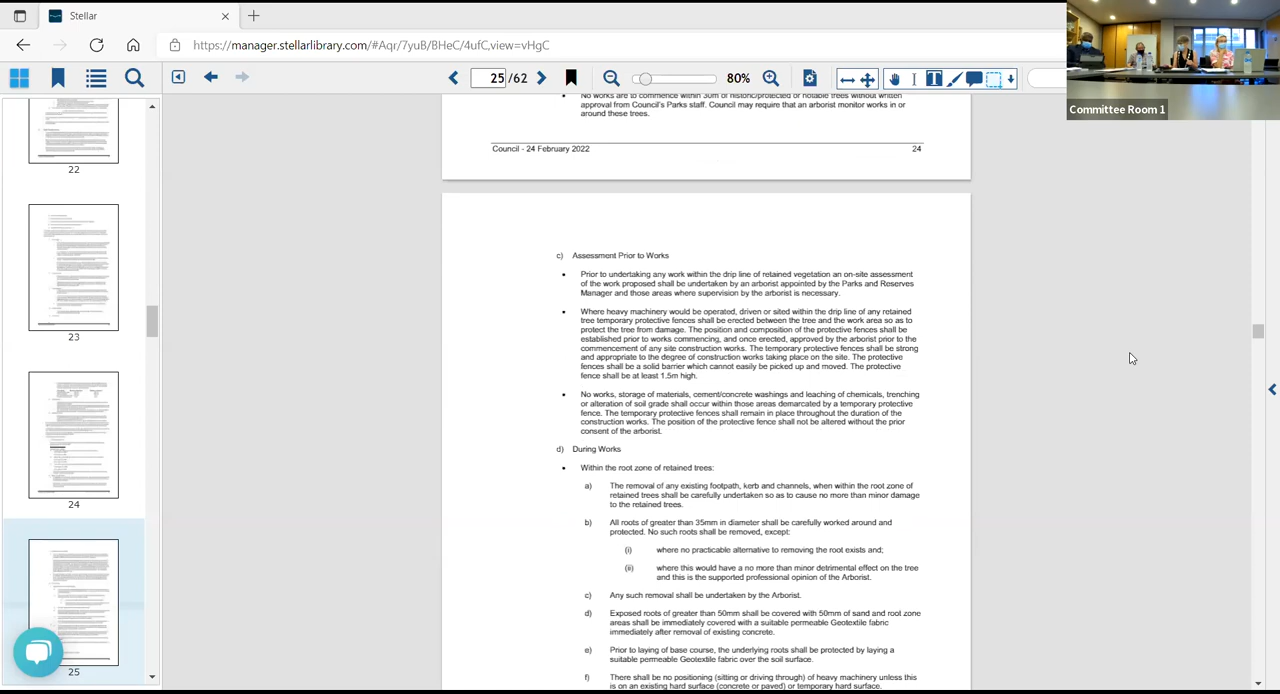 Stellar
https://manager.stellarlibrary.com/#Aqr/7yuB/BHeC/4ufC,view=vHgC
25 /62
80%
Committee Room 1
22
23
24
25
No works are to commence within 30m of historic/protected or notable trees without written
approval from Council's Parks staff. Council may require that an arborist monitor works in or
around these trees.
Council - 24 February 2022 24
c) Assessment Prior to Works
• Prior to undertaking any work within the drip line of retained vegetation an on-site assessment
of the work proposed shall be undertaken by an arborist appointed by the Parks and Reserves
Manager and those areas where supervision by the arborist is necessary.
• Where heavy machinery would be operated, driven or sited within the drip line of any retained
tree temporary protective fences shall be erected between the tree and the work area so as to
protect the tree from damage. The position and composition of the protective fences shall be
established prior to works commencing, and once erected, approved by the arborist prior to the
commencement of any site construction works. The temporary protective fences shall be strong
and appropriate to the degree of construction works taking place on the site. The protective
fences shall be a solid barrier which cannot easily be picked up and moved. The protective
fence shall be at least 1.5m high.
• No works, storage of materials, cement/concrete washings and leaching of chemicals, trenching
or alteration of soil grade shall occur within those areas demarcated by a temporary protective
fence. The temporary protective fences shall remain in place throughout the duration of the
construction works. The position of the protective fence shall not be altered without the prior
consent of the arborist.
d) During Works
• Within the root zone of retained trees:
a) The removal of any existing footpath, kerb and channels, when within the root zone of
retained trees shall be carefully undertaken so as to cause no more than minor damage
to the retained trees.
b) All roots of greater than 35mm in diameter shall be carefully worked around and
protected. No such roots shall be removed, except:
(i) where no practicable alternative to removing the root exists and;
(ii) where this would have a no more than minor detrimental effect on the tree
and this is the supported professional opinion of the Arborist.
c) Any such removal shall be undertaken by the Arborist.
d) Exposed roots of greater than 50mm shall be covered with 50mm of sand and root zone
areas shall be immediately covered with a suitable permeable Geotextile fabric
immediately after removal of existing concrete.
e) Prior to laying of base course, the underlying roots shall be protected by laying a
suitable permeable Geotextile fabric over the soil surface.
f) There shall be no positioning (sitting or driving through) of heavy machinery unless this
is on an existing hard surface (concrete or paved) or temporary hard surface.